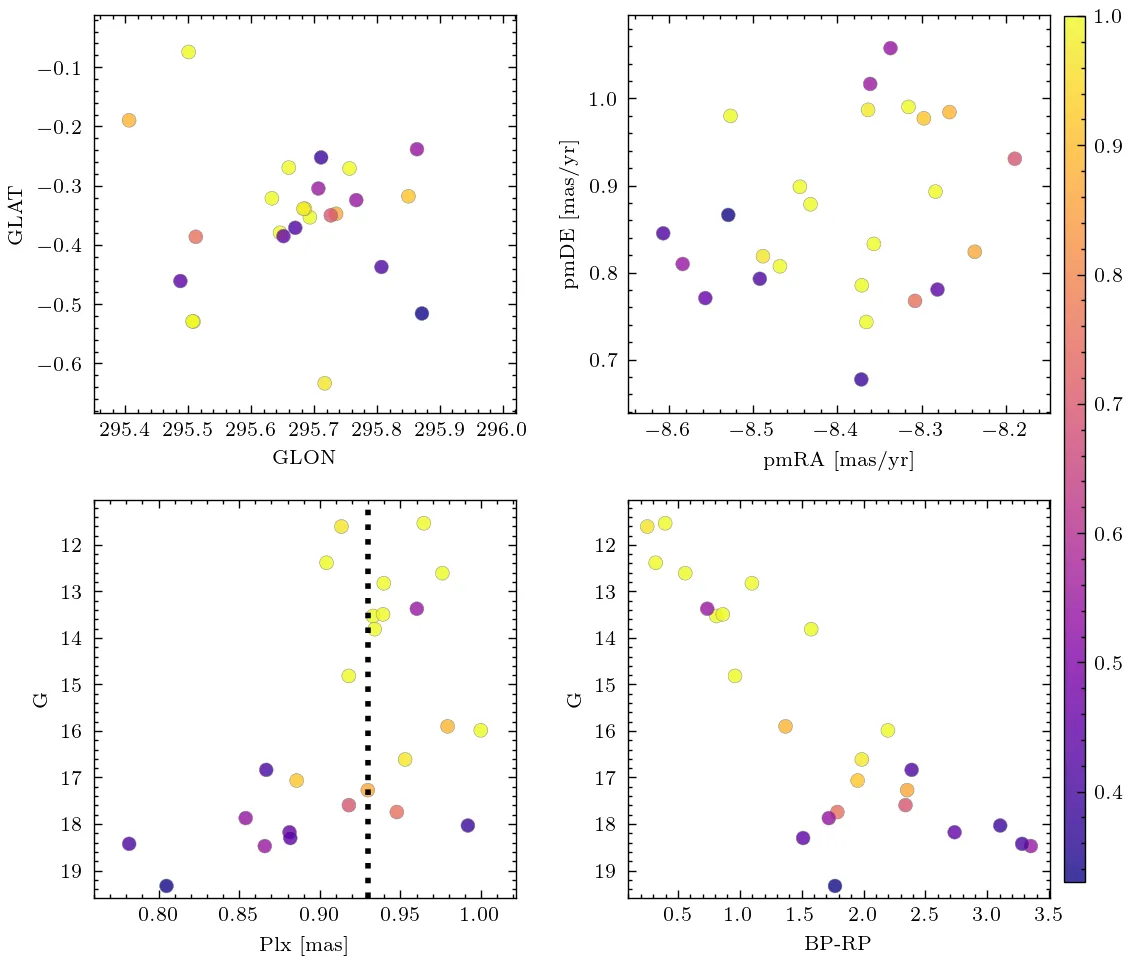 −0.1
−0.2
−0.3
−0.4
−0.5
−0.6
GLAT
295.4 295.5 295.6 295.7 295.8 295.9 296.0
GLON
1.0
0.9
0.8
0.7
pmDE [mas/yr]
−8.6 −8.5 −8.4 −8.3 −8.2
pmRA [mas/yr]
12
13
14
15
16
17
18
19
G
0.80 0.85 0.90 0.95 1.00
Plx [mas]
12
13
14
15
16
17
18
19
G
0.5 1.0 1.5 2.0 2.5 3.0 3.5
BP-RP
1.0
0.9
0.8
0.7
0.6
0.5
0.4